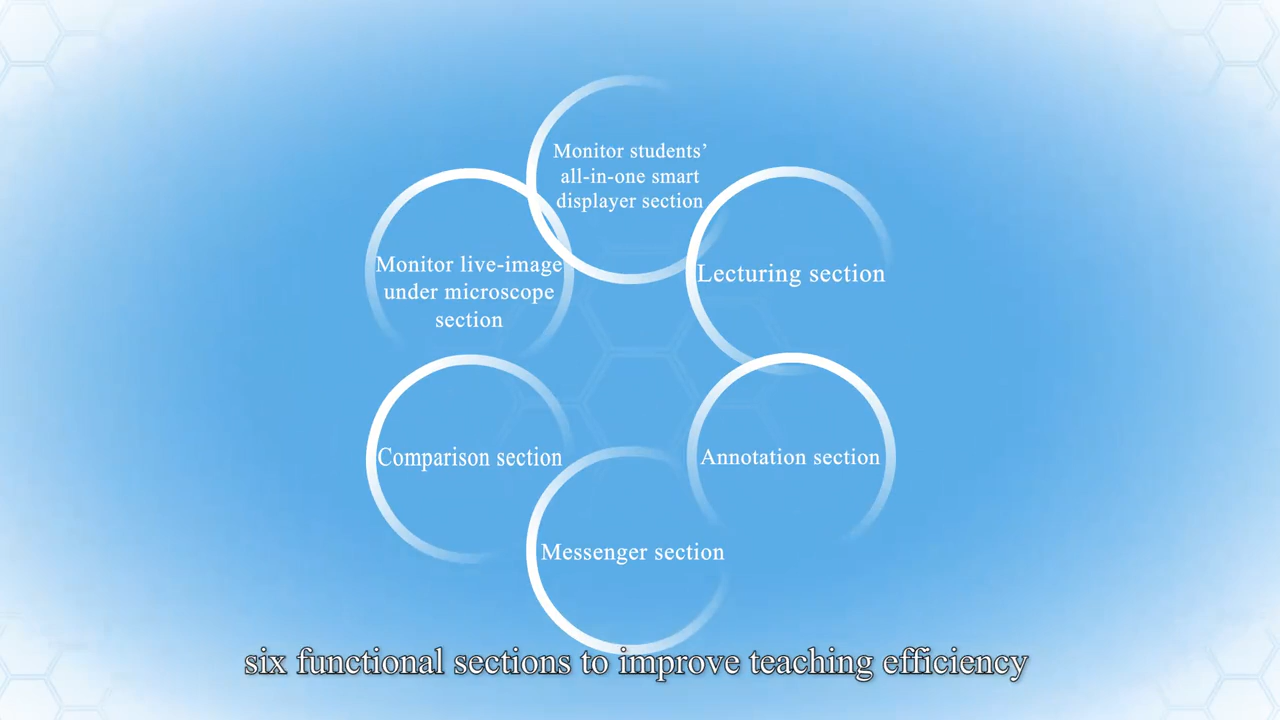 Monitor students’
all-in-one smart
displayer section
Monitor live-image
under microscope
section
Lecturing section
Comparison section
Annotation section
Messenger section
six functional sections to improve teaching efficiency